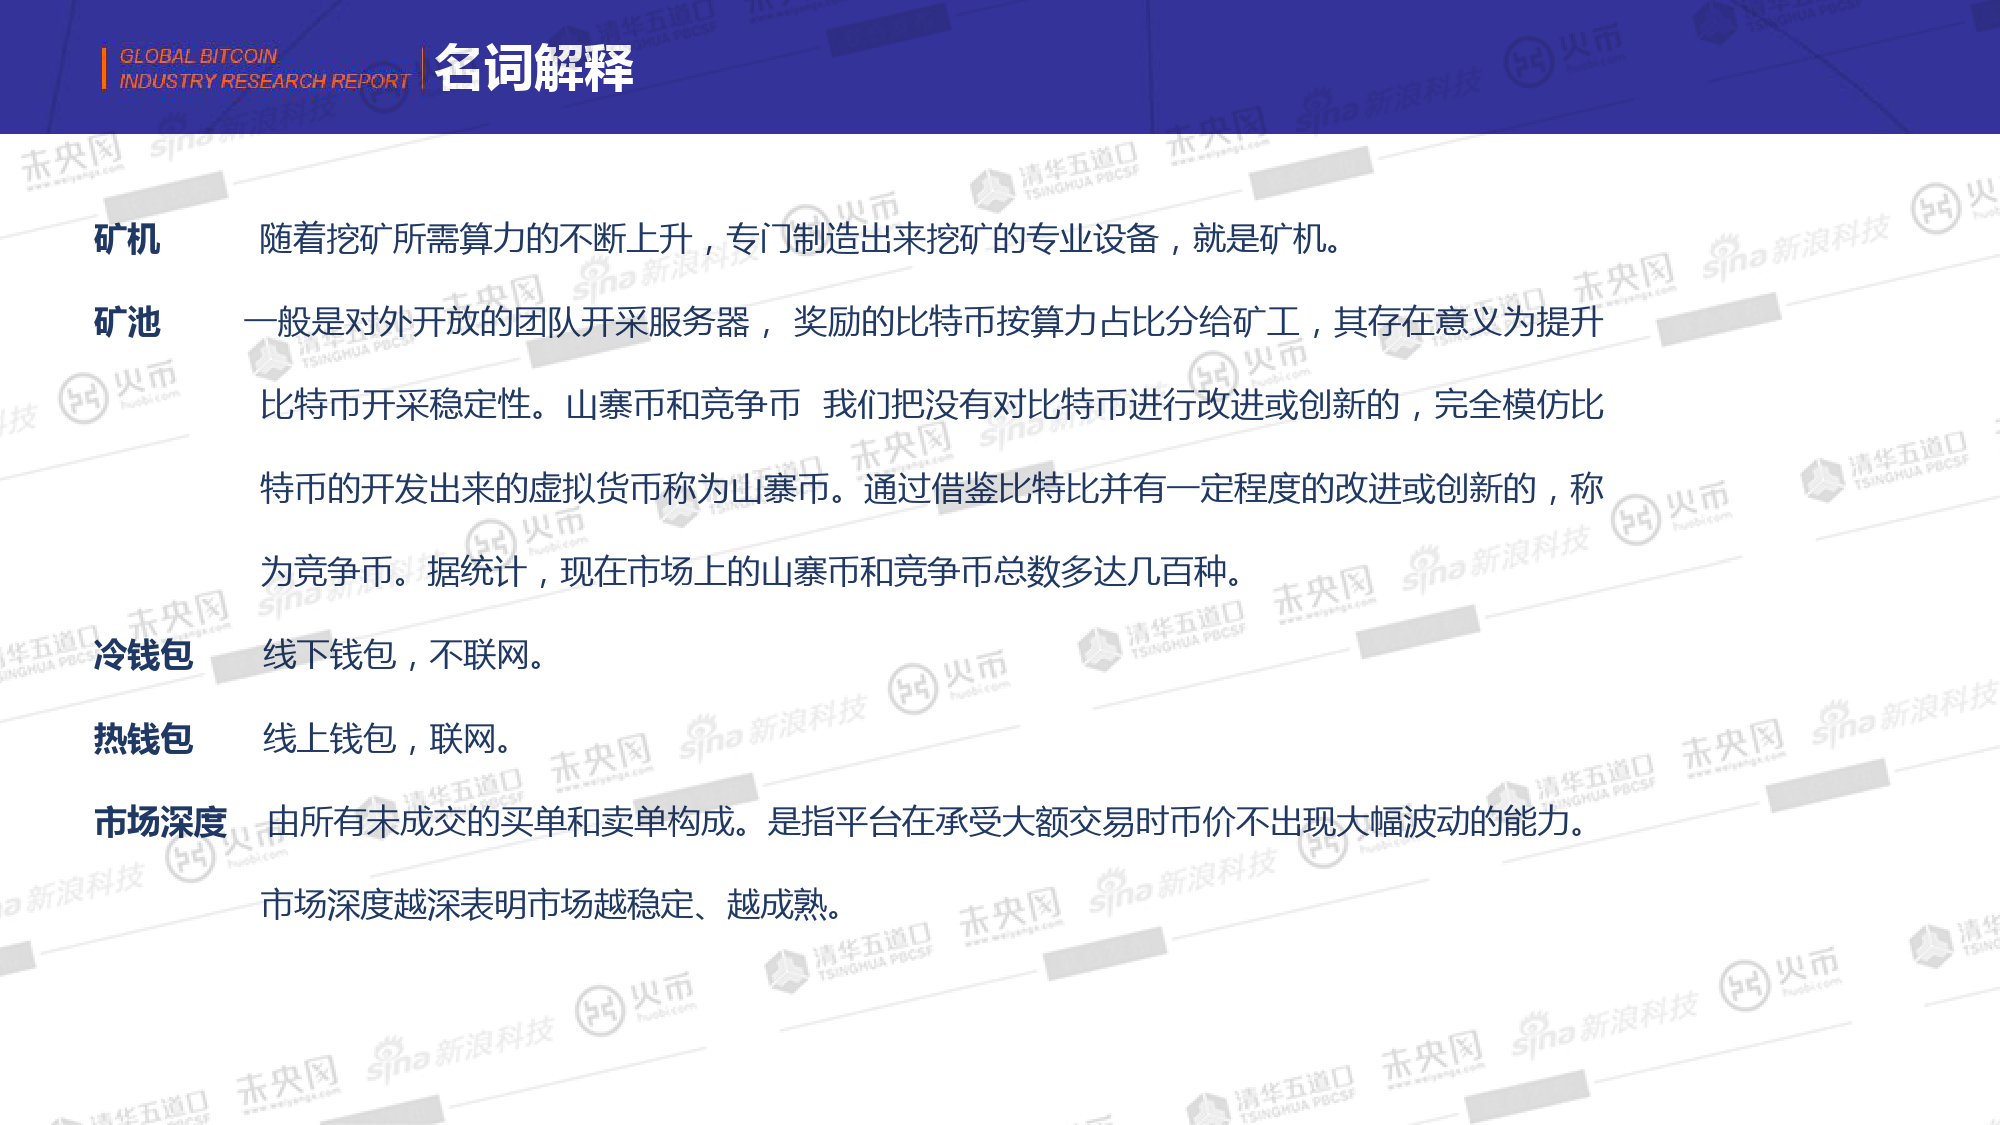 GLOBAL BITCOIN
INDUSTRY RESEARCH REPORT
名词解释
矿机 随着挖矿所需算力的不断上升，专门制造出来挖矿的专业设备，就是矿机。
矿池 一般是对外开放的团队开采服务器， 奖励的比特币按算力占比分给矿工，其存在意义为提升
比特币开采稳定性。山寨币和竞争币 我们把没有对比特币进行改进或创新的，完全模仿比
特币的开发出来的虚拟货币称为山寨币。通过借鉴比特比并有一定程度的改进或创新的，称
为竞争币。据统计，现在市场上的山寨币和竞争币总数多达几百种。
冷钱包 线下钱包，不联网。
热钱包 线上钱包，联网。
市场深度 由所有未成交的买单和卖单构成。是指平台在承受大额交易时币价不出现大幅波动的能力。
市场深度越深表明市场越稳定、越成熟。
清华五道口
TSINGHUA PBCSF
未央网
www.weiyangx.com
sina新浪科技
火币
huobi.com